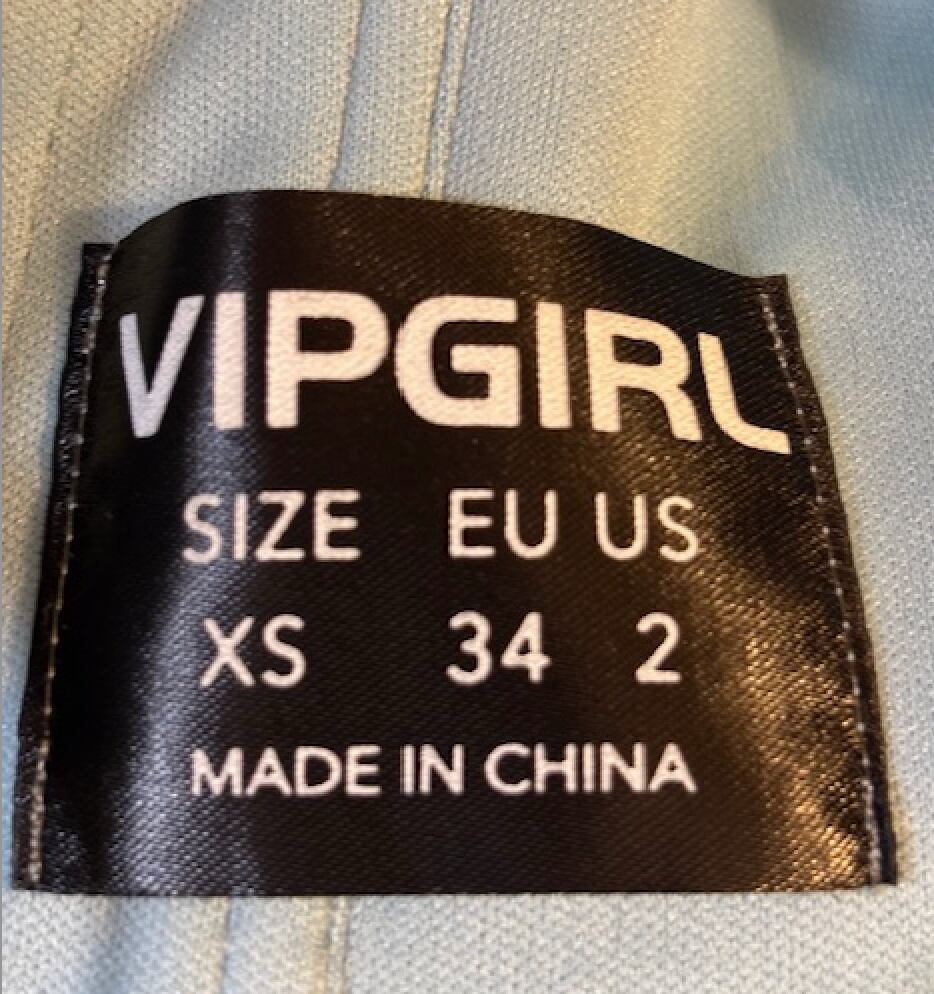 VIPGIRL
SIZE EU US
XS 34 2
MADE IN CHINA